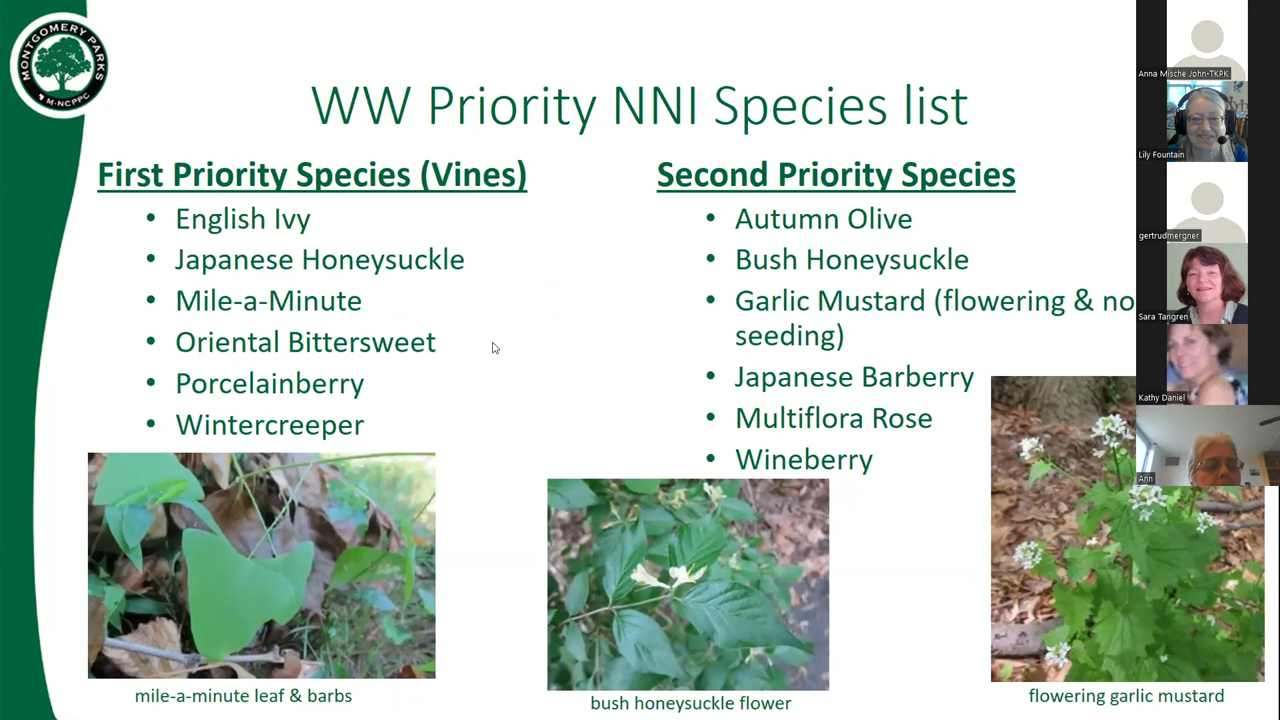 MONTGOMERY PARKS
M-NCPPC
WW Priority NNI Species list
First Priority Species (Vines)
• English Ivy
• Japanese Honeysuckle
• Mile-a-Minute
• Oriental Bittersweet
• Porcelainberry
• Wintercreeper
Second Priority Species
• Autumn Olive
• Bush Honeysuckle
• Garlic Mustard (flowering & no
seeding)
• Japanese Barberry
• Multiflora Rose
• Wineberry
mile-a-minute leaf & barbs
bush honeysuckle flower
flowering garlic mustard
Anna Mische John-TKPK
Lily Fountain
gertrudmergner
Sara Tangren
Kathy Daniel
Ann